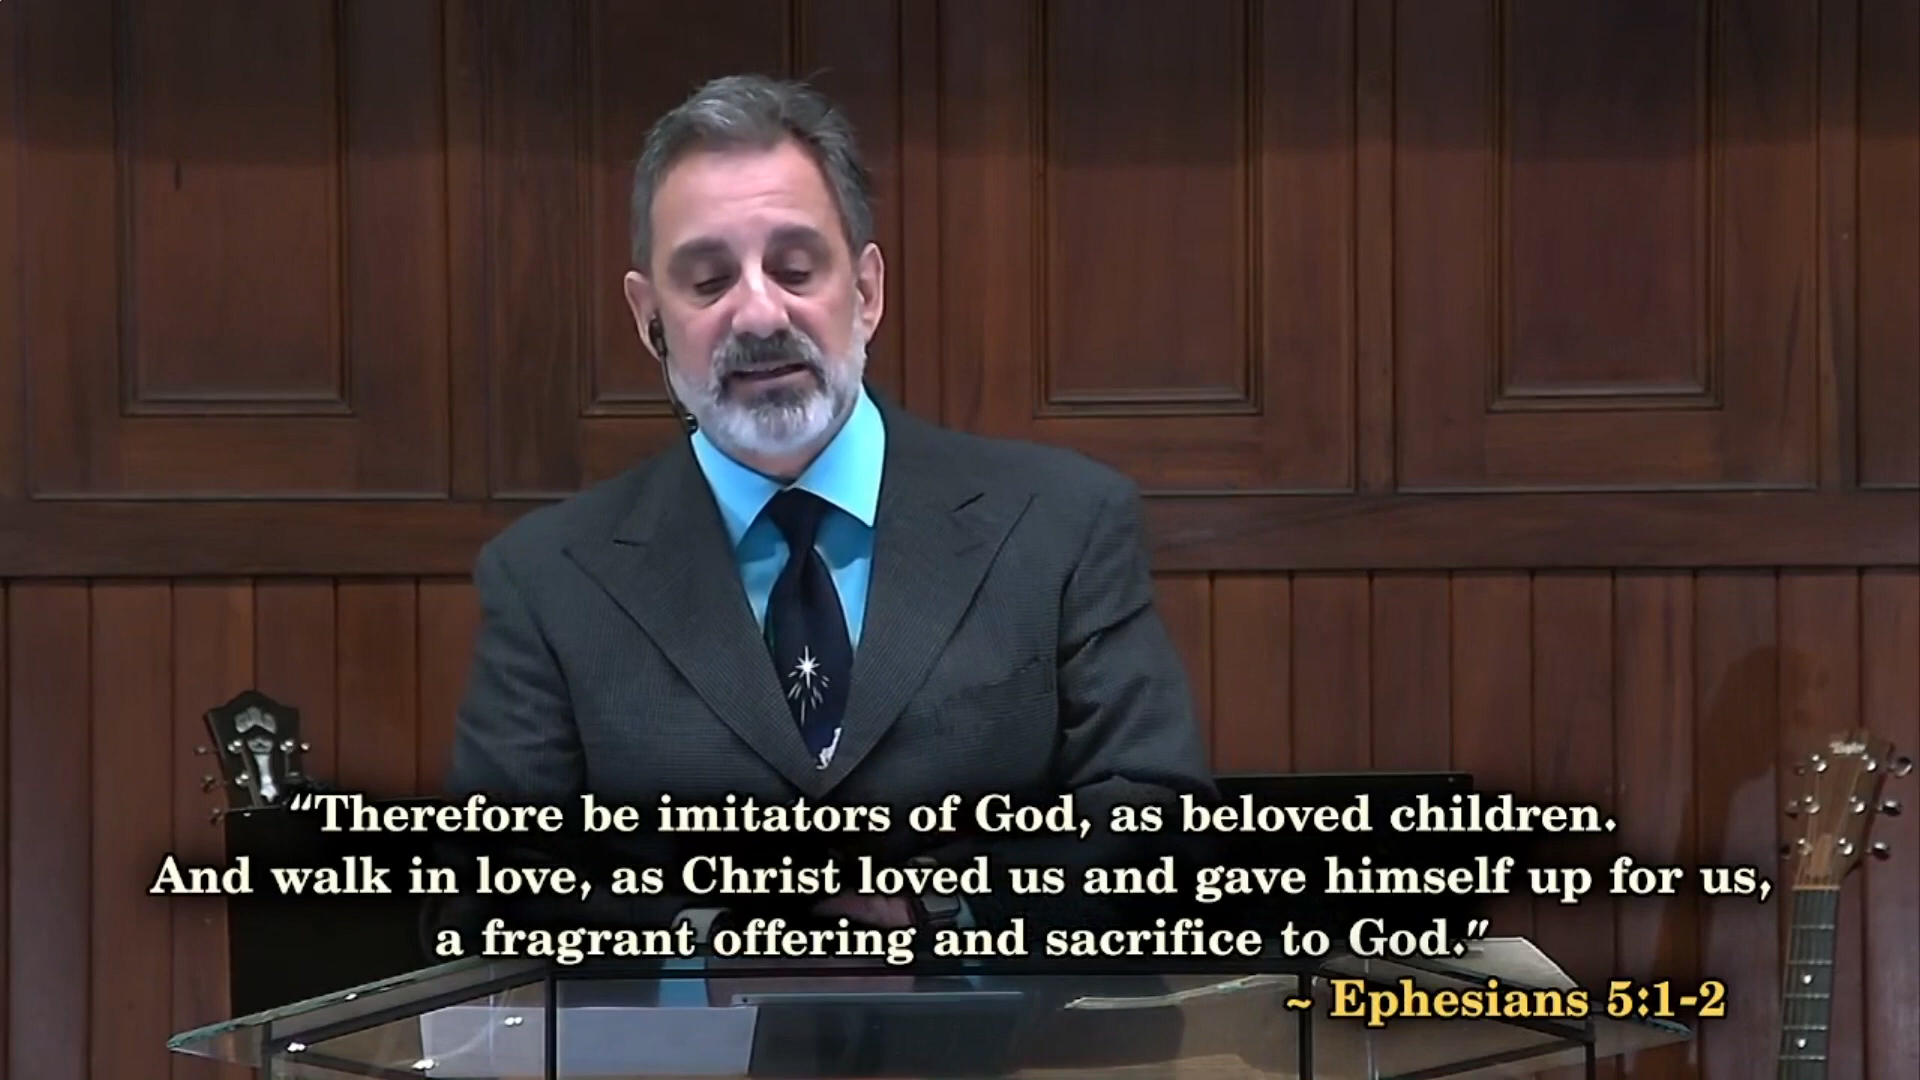 “Therefore be imitators of God, as beloved children.
And walk in love, as Christ loved us and gave himself up for us,
a fragrant offering and sacrifice to God.”
~ Ephesians 5:1-2
Taylor